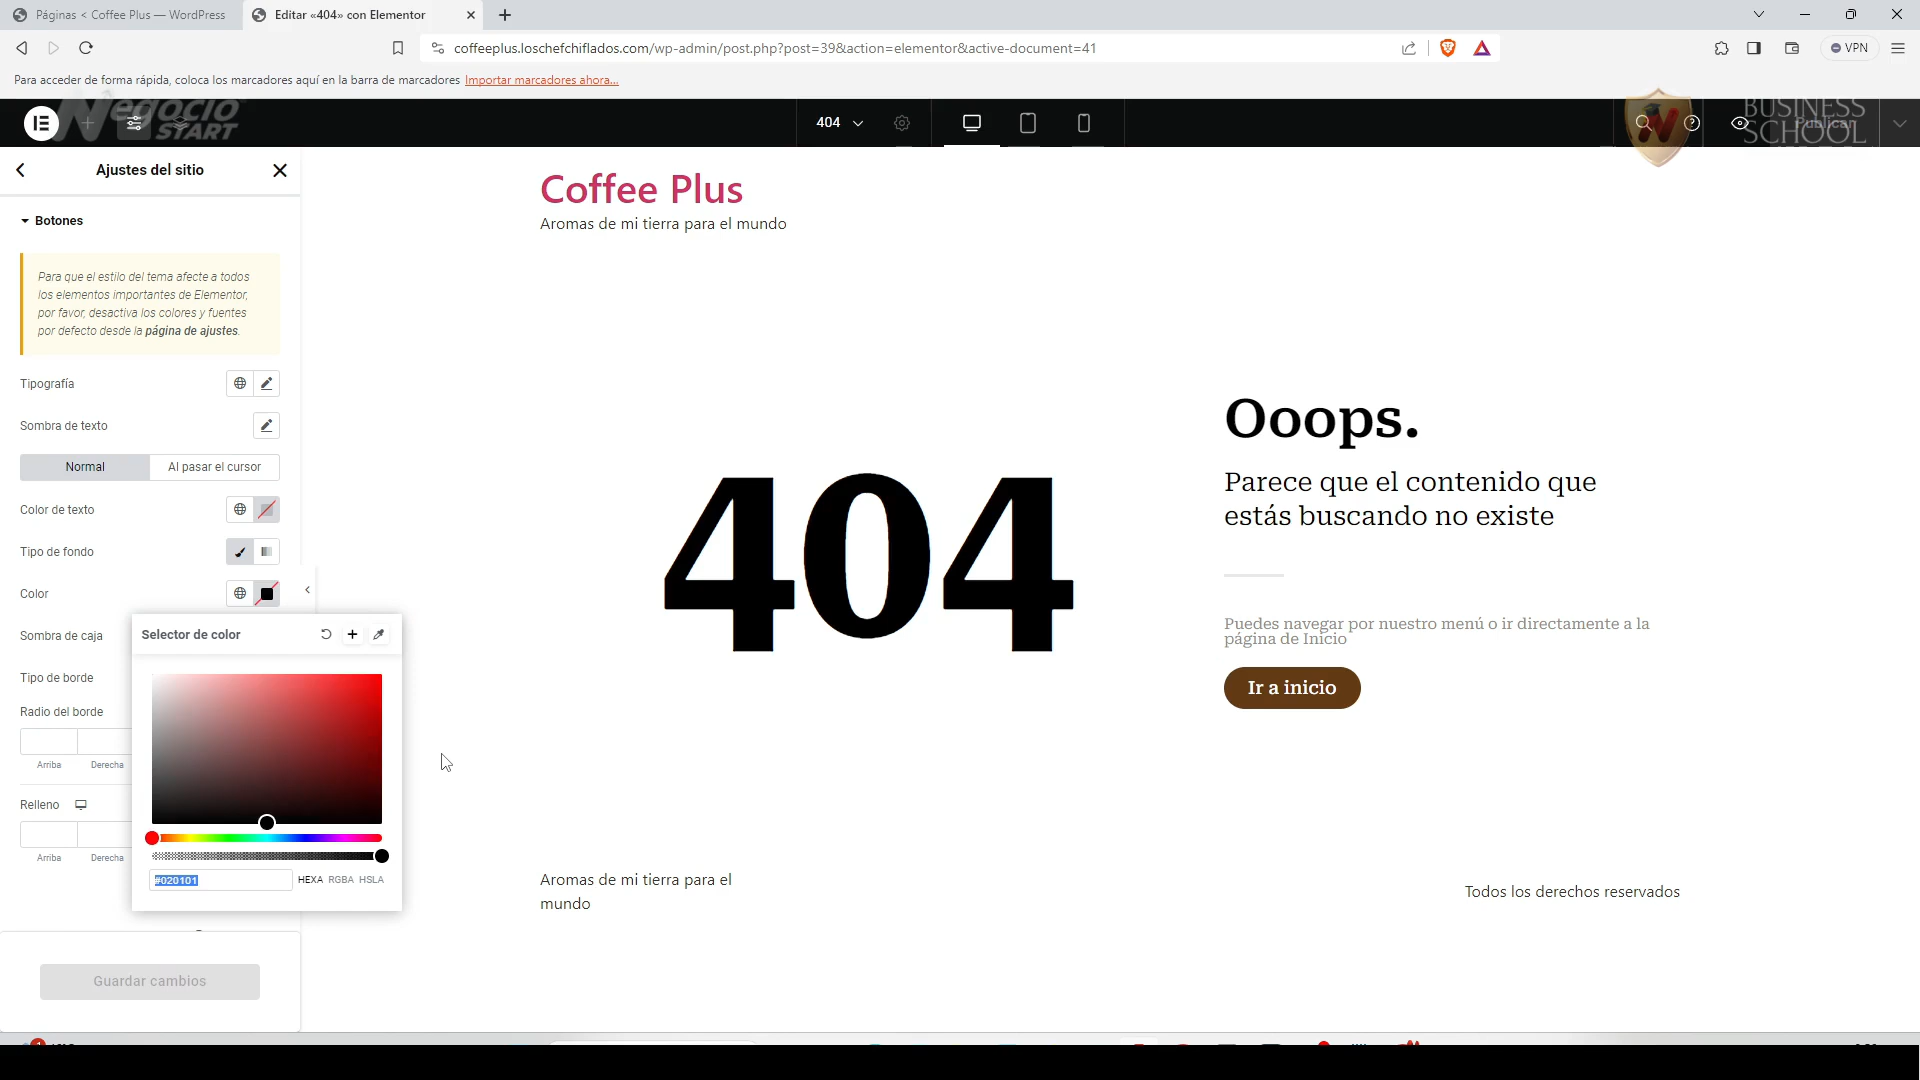 Páginas < Coffee Plus — WordPress
Editar «404» con Elementor
coffeeplus.loschefchiflados.com/wp-admin/post.php?post=39&action=elementor&active-document=41
VPN
Para acceder de forma rápida, coloca los marcadores aquí en la barra de marcadores Importar marcadores ahora...
Negocio
START
404
BUSINESS
SCHOOL
Publicar
Ajustes del sitio
Botones
Para que el estilo del tema afecte a todos
los elementos importantes de Elementor,
por favor, desactiva los colores y fuentes
por defecto desde la página de ajustes.
Tipografía
Sombra de texto
Normal
Al pasar el cursor
Color de texto
Tipo de fondo
Color
Sombra de caja
Tipo de borde
Radio del borde
Arriba
Derecha
Relleno
Arriba
Derecha
Selector de color
#020101
HEXA RGBA HSLA
Guardar cambios
Coffee Plus
Aromas de mi tierra para el mundo
404
Ooops.
Parece que el contenido que
estás buscando no existe
Puedes navegar por nuestro menú o ir directamente a la
página de Inicio
Ir a inicio
Aromas de mi tierra para el
mundo
Todos los derechos reservados